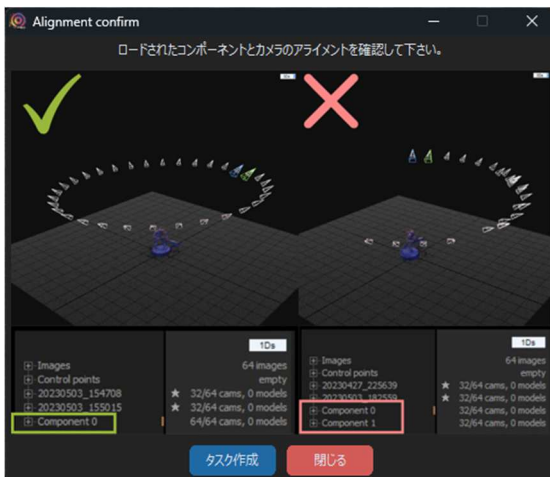 Alignment confirm
ロードされたコンポーネントとカメラのアライメントを確認して下さい。
1Ds
Images 64 images
Control points empty
20230503_154708 32/64 cams, 0 models
20230503_155015 32/64 cams, 0 models
Component 0 64/64 cams, 0 models
1Ds
Images 64 images
Control points empty
20230427_225639 32/64 cams, 0 models
20230503_182559 32/64 cams, 0 models
Component 0 32/64 cams, 0 models
Component 1 32/64 cams, 0 models
タスク作成
閉じる